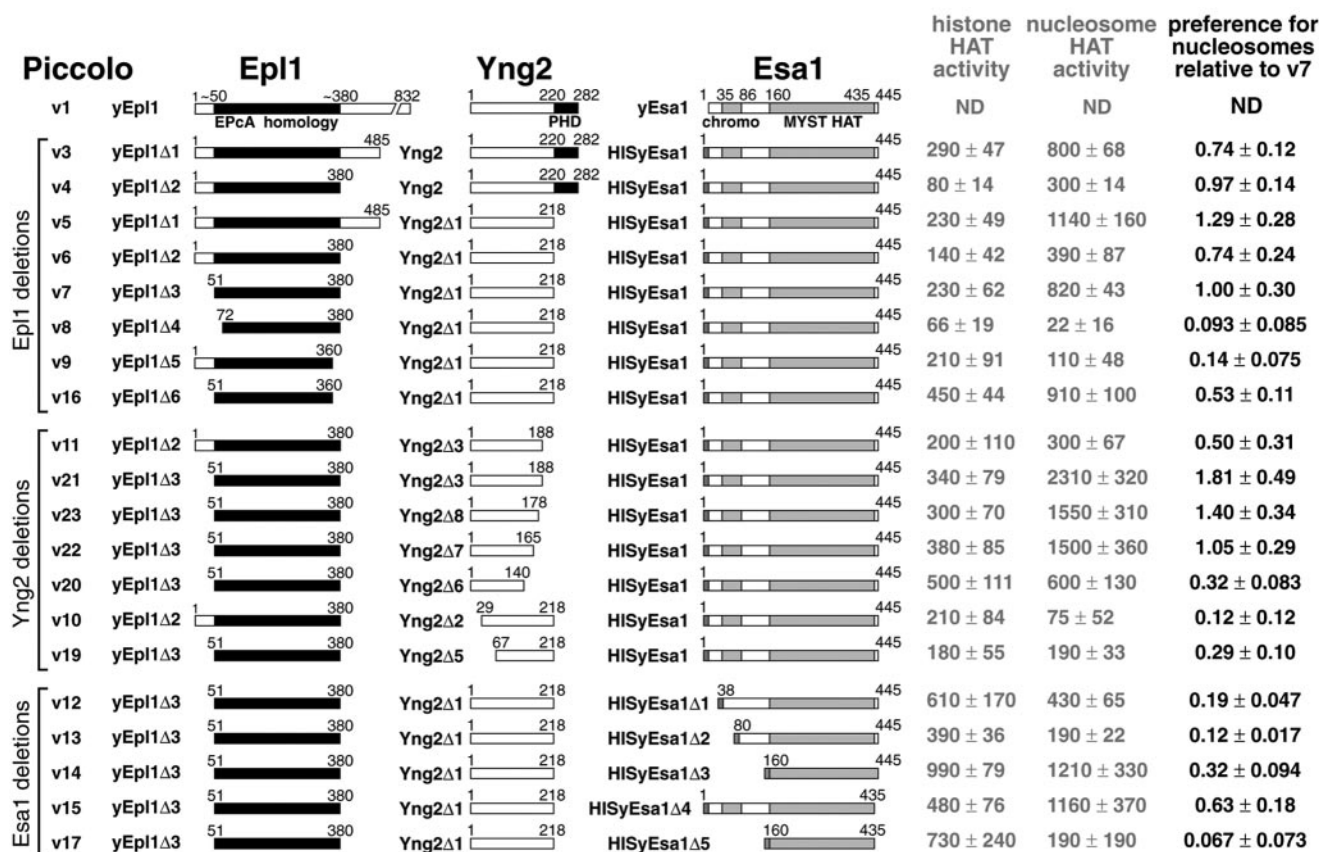 histone nucleosome preference for
HAT HAT nucleosomes
activity activity relative to v7
Piccolo Epl1 Yng2 Esa1
1 ~50 ~380 832 1 220 282 1 35 86 160 435 445
v1 yEpl1 yEsa1 ND ND ND
EPcA homology PHD chromo MYST HAT
Epl1 deletions
1 485 1 220 282 1 445
v3 yEpl1Δ1 Yng2 HISyEsa1 290 ± 47 800 ± 68 0.74 ± 0.12
1 380 1 220 282 1 445
v4 yEpl1Δ2 Yng2 HISyEsa1 80 ± 14 300 ± 14 0.97 ± 0.14
1 485 1 218 1 445
v5 yEpl1Δ1 Yng2Δ1 HISyEsa1 230 ± 49 1140 ± 160 1.29 ± 0.28
1 380 1 218 1 445
v6 yEpl1Δ2 Yng2Δ1 HISyEsa1 140 ± 42 390 ± 87 0.74 ± 0.24
51 380 1 218 1 445
v7 yEpl1Δ3 Yng2Δ1 HISyEsa1 230 ± 62 820 ± 43 1.00 ± 0.30
72 380 1 218 1 445
v8 yEpl1Δ4 Yng2Δ1 HISyEsa1 66 ± 19 22 ± 16 0.093 ± 0.085
1 360 1 218 1 445
v9 yEpl1Δ5 Yng2Δ1 HISyEsa1 210 ± 91 110 ± 48 0.14 ± 0.075
51 360 1 218 1 445
v16 yEpl1Δ6 Yng2Δ1 HISyEsa1 450 ± 44 910 ± 100 0.53 ± 0.11
Yng2 deletions
1 380 1 188 1 445
v11 yEpl1Δ2 Yng2Δ3 HISyEsa1 200 ± 110 300 ± 67 0.50 ± 0.31
51 380 1 188 1 445
v21 yEpl1Δ3 Yng2Δ3 HISyEsa1 340 ± 79 2310 ± 320 1.81 ± 0.49
51 380 1 178 1 445
v23 yEpl1Δ3 Yng2Δ8 HISyEsa1 300 ± 70 1550 ± 310 1.40 ± 0.34
51 380 1 165 1 445
v22 yEpl1Δ3 Yng2Δ7 HISyEsa1 380 ± 85 1500 ± 360 1.05 ± 0.29
51 380 1 140 1 445
v20 yEpl1Δ3 Yng2Δ6 HISyEsa1 500 ± 111 600 ± 130 0.32 ± 0.083
1 380 29 218 1 445
v10 yEpl1Δ2 Yng2Δ2 HISyEsa1 210 ± 84 75 ± 52 0.12 ± 0.12
51 380 67 218 1 445
v19 yEpl1Δ3 Yng2Δ5 HISyEsa1 180 ± 55 190 ± 33 0.29 ± 0.10
Esa1 deletions
51 380 1 218 38 445
v12 yEpl1Δ3 Yng2Δ1 HISyEsa1Δ1 610 ± 170 430 ± 65 0.19 ± 0.047
51 380 1 218 80 445
v13 yEpl1Δ3 Yng2Δ1 HISyEsa1Δ2 390 ± 36 190 ± 22 0.12 ± 0.017
51 380 1 218 160 445
v14 yEpl1Δ3 Yng2Δ1 HISyEsa1Δ3 990 ± 79 1210 ± 330 0.32 ± 0.094
51 380 1 218 1 435
v15 yEpl1Δ3 Yng2Δ1 HISyEsa1Δ4 480 ± 76 1160 ± 370 0.63 ± 0.18
51 380 1 218 160 435
v17 yEpl1Δ3 Yng2Δ1 HISyEsa1Δ5 730 ± 240 190 ± 190 0.067 ± 0.073